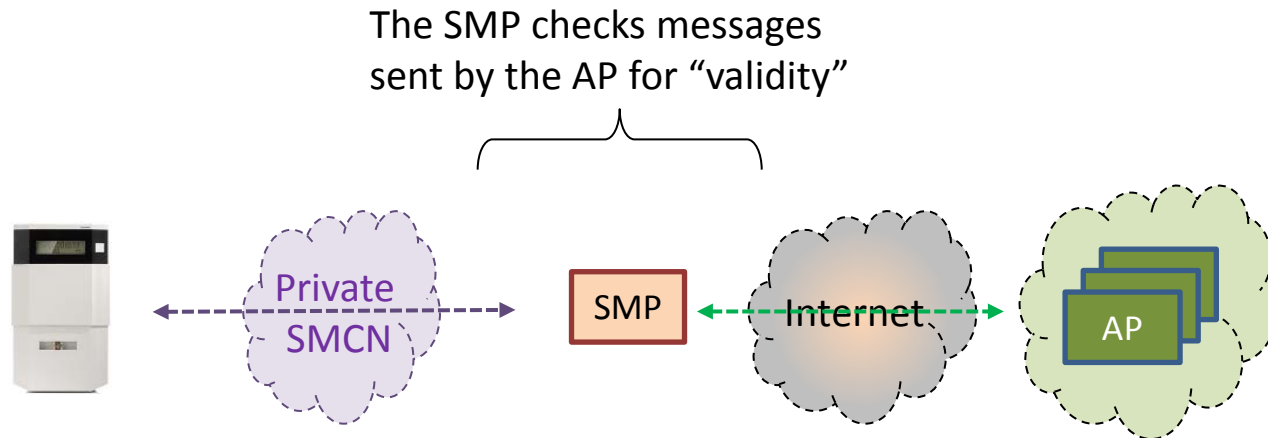 The SMP checks messages
sent by the AP for “validity”
Private
SMCN
SMP
Internet
AP